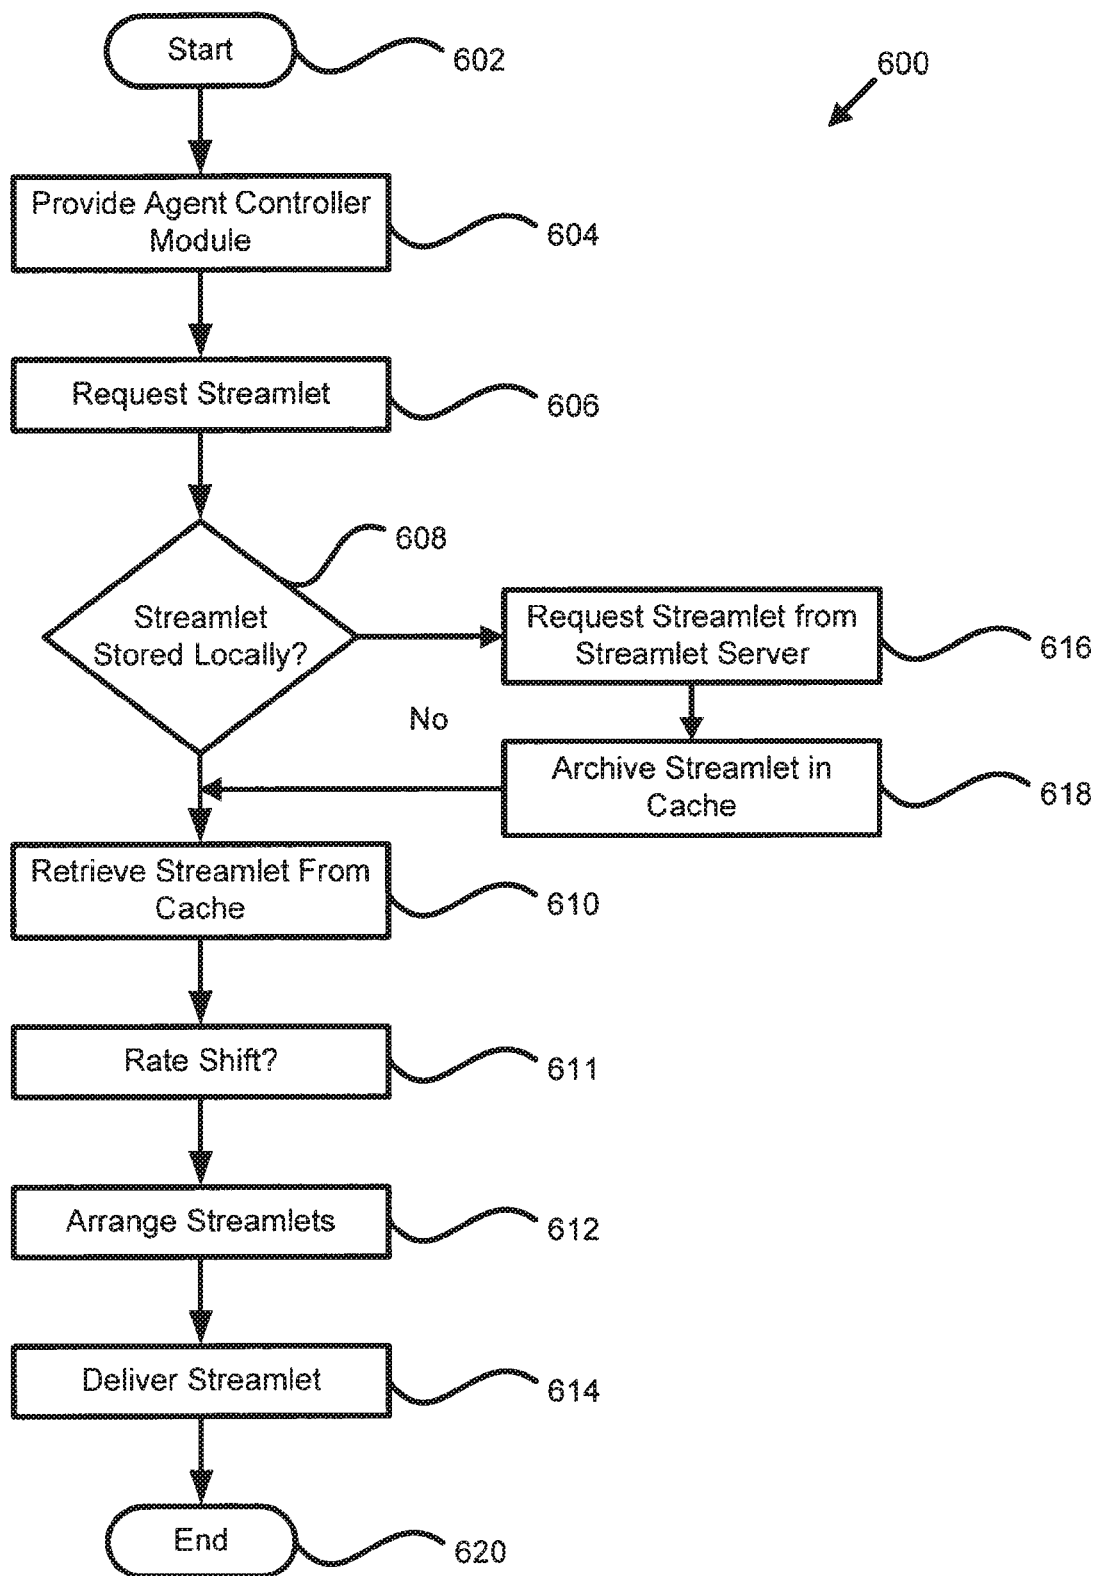 Start
602
600
Provide Agent Controller
Module
604
Request Streamlet
606
608
Streamlet
Stored Locally?
Request Streamlet from
Streamlet Server
616
No
Archive Streamlet in
Cache
618
Retrieve Streamlet From
Cache
610
Rate Shift?
611
Arrange Streamlets
612
Deliver Streamlet
614
End
620